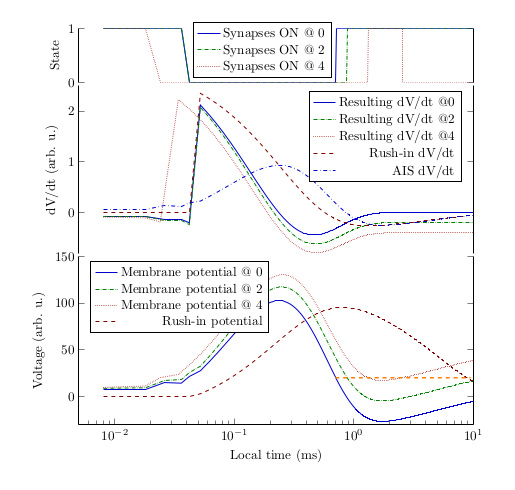 1
0
State
Synapses ON @ 0
Synapses ON @ 2
Synapses ON @ 4
2
1
0
dV/dt (arb. u.)
Resulting dV/dt @0
Resulting dV/dt @2
Resulting dV/dt @4
Rush-in dV/dt
AIS dV/dt
150
100
50
0
Voltage (arb. u.)
Membrane potential @ 0
Membrane potential @ 2
Membrane potential @ 4
Rush-in potential
10⁻² 10⁻¹ 10⁰ 10¹
Local time (ms)